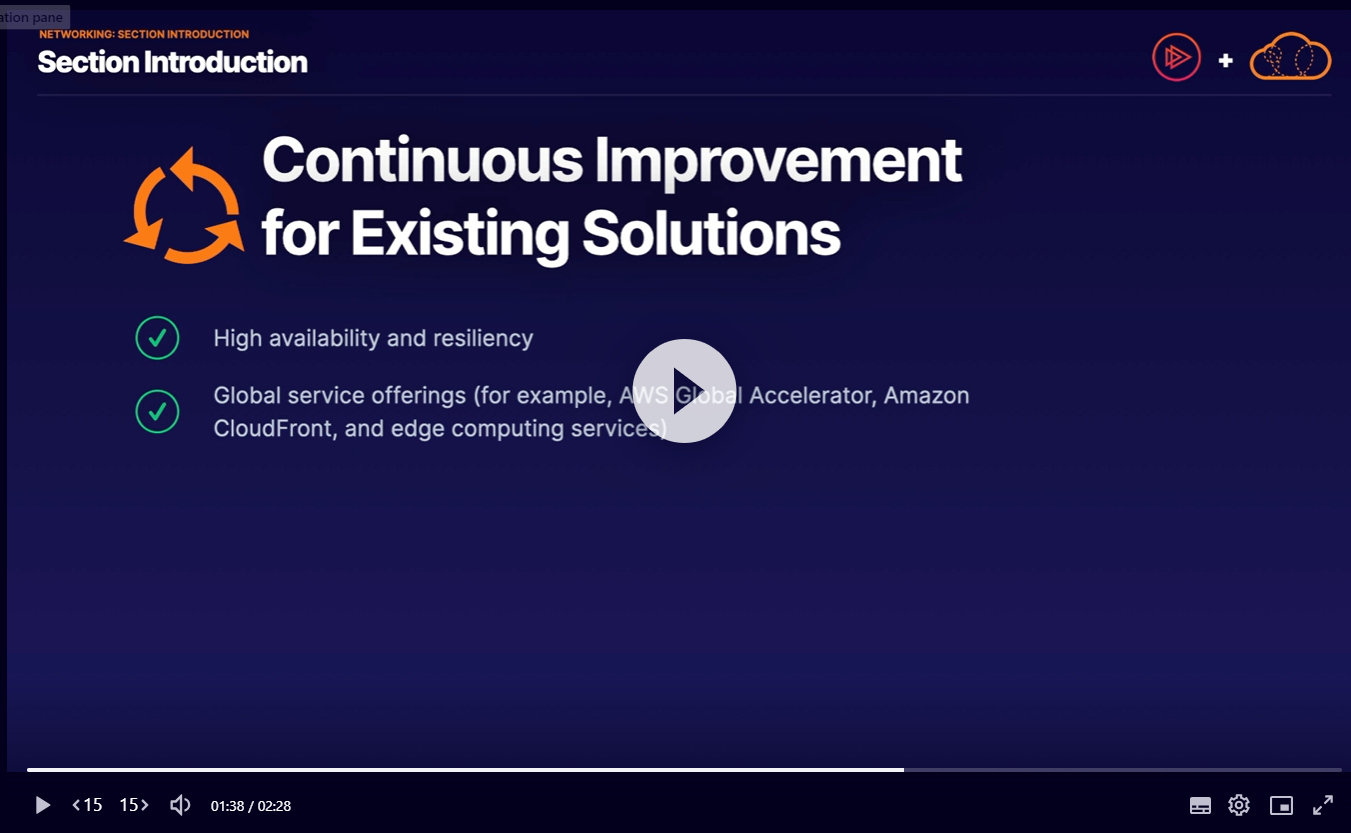 ation pane
NETWORKING: SECTION INTRODUCTION
Section Introduction
+
Continuous Improvement
for Existing Solutions
High availability and resiliency
Global service offerings (for example, AWS Global Accelerator, Amazon
CloudFront, and edge computing services)
<15 15> 01:38 / 02:28